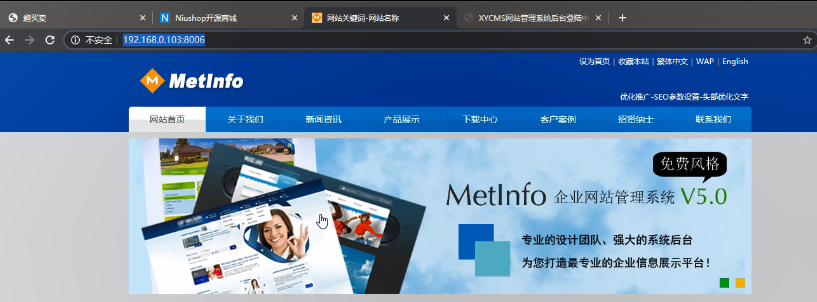 趣买卖
Niushop开源商城
网站关键词-网站名称
XYCMS网站管理系统后台登陆中
不安全 | 192.168.0.103:8006
设为首页 | 收藏本站 | 繁体中文 | WAP | English
MetInfo
优化推广-SEO参数设置-头部优化文字
网站首页 关于我们 新闻资讯 产品展示 下载中心 客户案例 招贤纳士 联系我们
免费风格
MetInfo 企业网站管理系统 V5.0
专业的设计团队、强大的系统后台
为您打造最专业的企业信息展示平台！